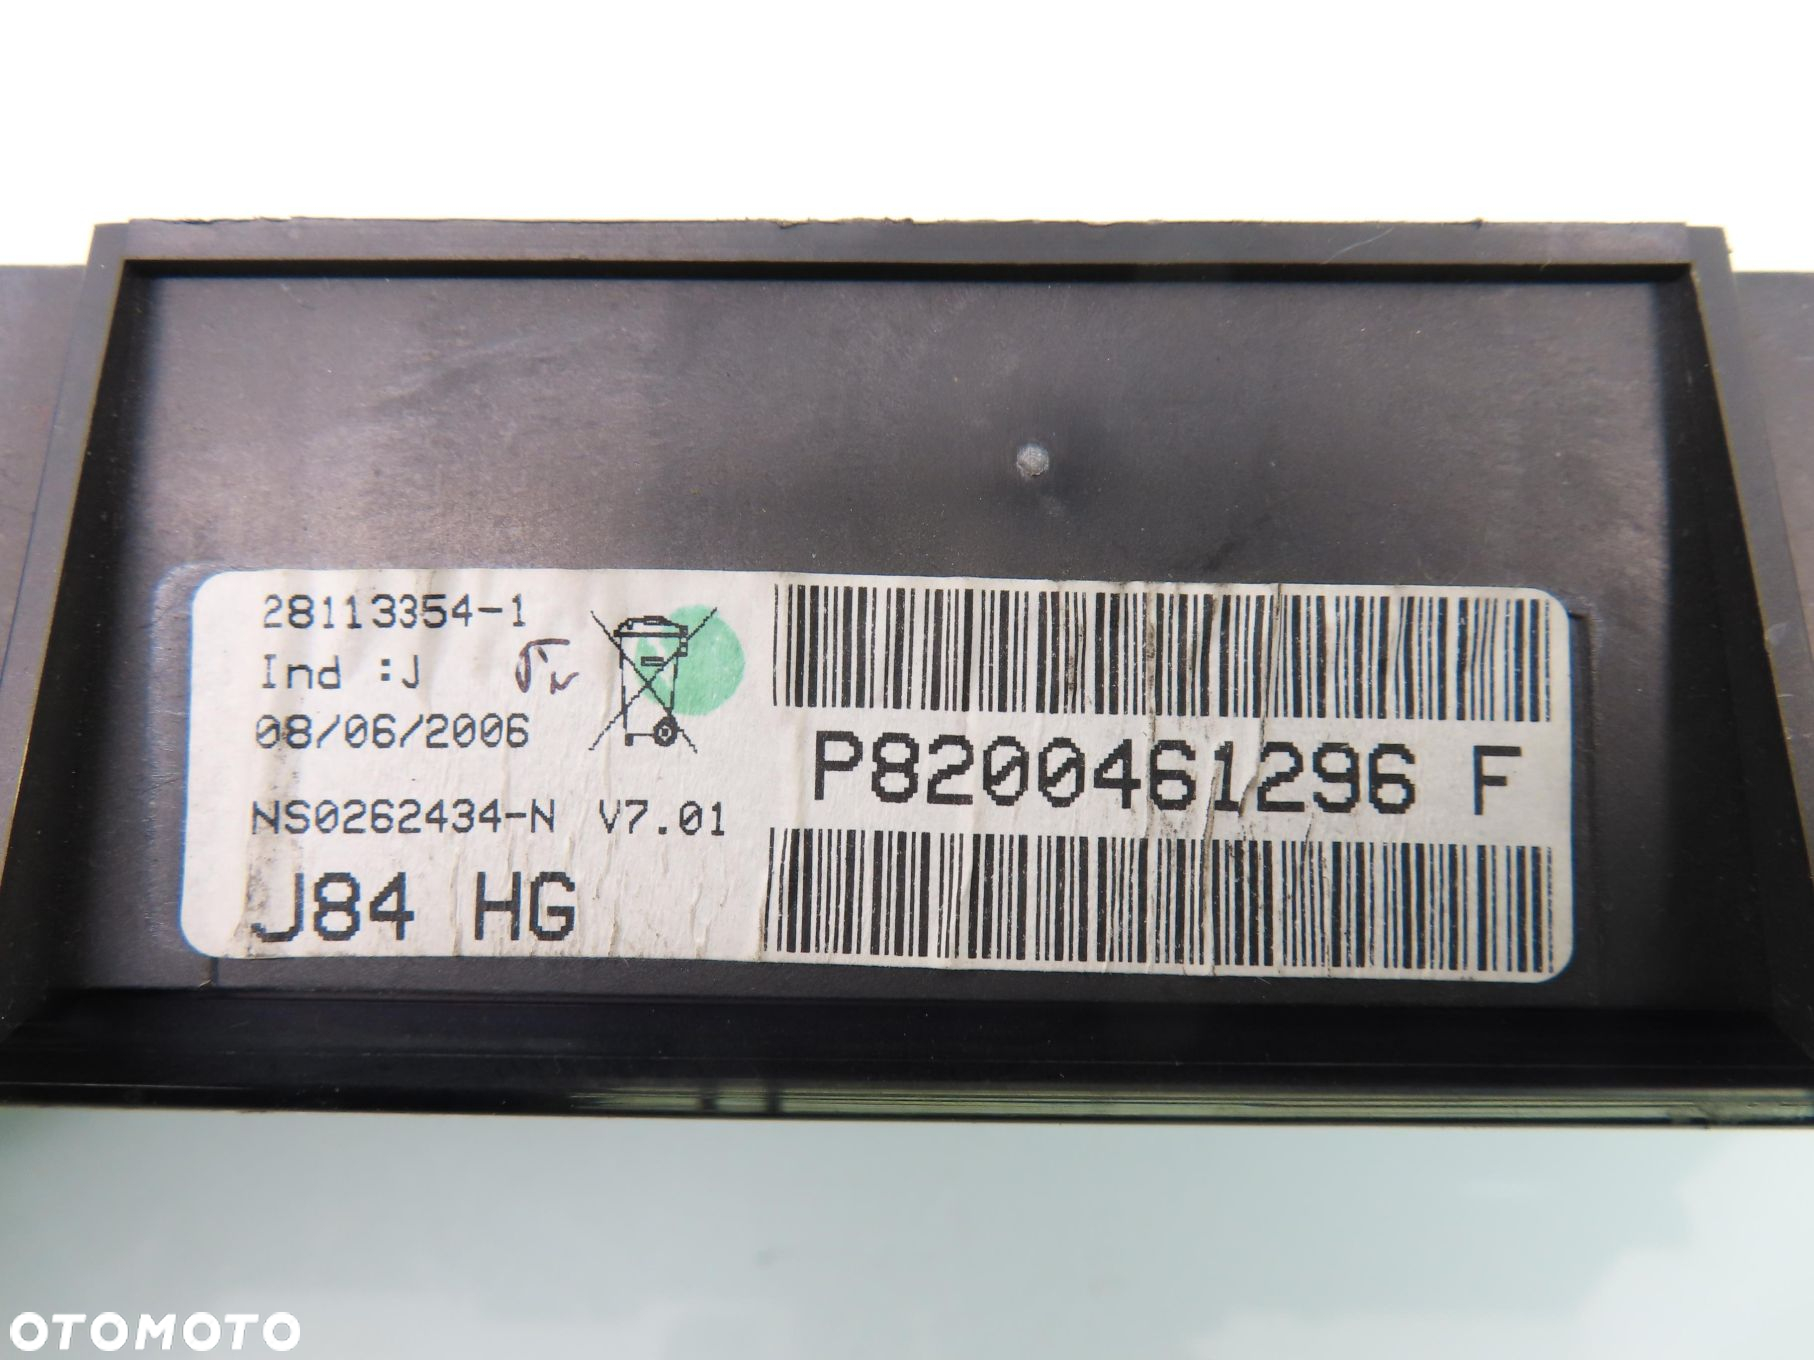 28113354-1
Ind :J
08/06/2006
NS0262434-N V7.01
J84 HG
P8200461296 F
OTOMOTO